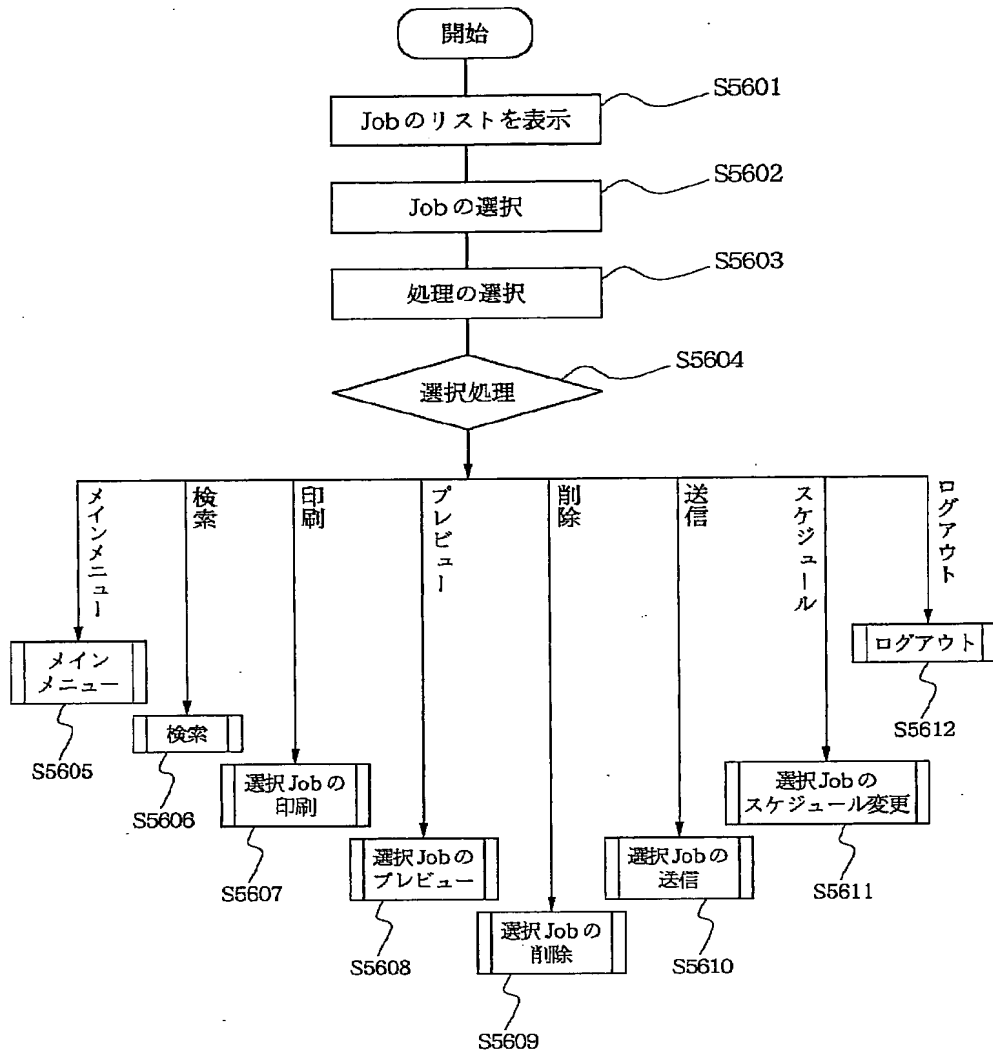 開始
S5601
Jobのリストを表示
S5602
Jobの選択
S5603
処理の選択
S5604
選択処理
メインメニュー
検索
印刷
プレビュー
削除
送信
スケジュール
ログアウト
メイン
メニュー
S5605
検索
S5606
選択Jobの
印刷
S5607
選択Jobの
プレビュー
S5608
選択Jobの
削除
S5609
選択Jobの
送信
S5610
選択Jobの
スケジュール変更
S5611
ログアウト
S5612